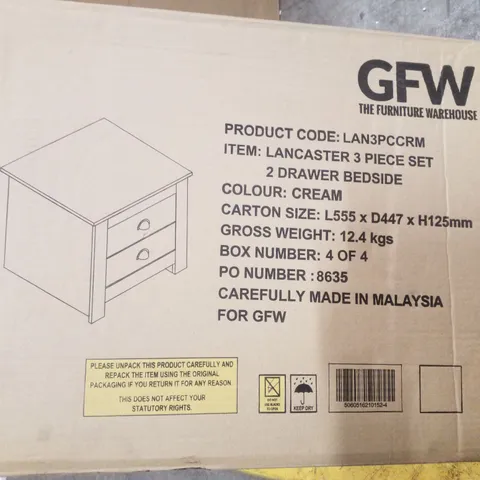 GFW
THE FURNITURE WAREHOUSE
PRODUCT CODE: LAN3PCCRM
ITEM: LANCASTER 3 PIECE SET
2 DRAWER BEDSIDE
COLOUR: CREAM
CARTON SIZE: L555 x D447 x H125mm
GROSS WEIGHT: 12.4 kgs
BOX NUMBER: 4 OF 4
PO NUMBER : 8635
CAREFULLY MADE IN MALAYSIA
FOR GFW
PLEASE UNPACK THIS PRODUCT CAREFULLY AND
REPACK THE ITEM USING THE ORIGINAL
PACKAGING IF YOU RETURN IT FOR ANY REASON.
THIS DOES NOT AFFECT YOUR
STATUTORY RIGHTS.
KEEP DRY